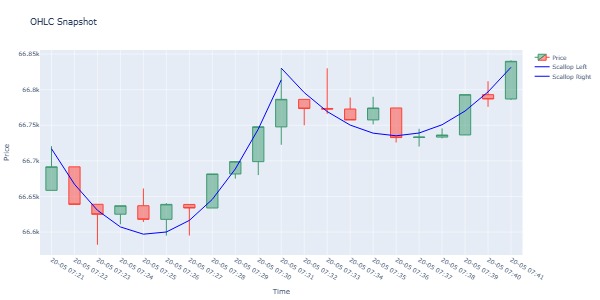 OHLC Snapshot
66.85k
66.8k
66.75k
66.7k
66.65k
66.6k
Price
Price
Scallop Left
Scallop Right
20-05 07:21
20-05 07:22
20-05 07:23
20-05 07:24
20-05 07:25
20-05 07:26
20-05 07:27
20-05 07:28
20-05 07:29
20-05 07:30
20-05 07:31
20-05 07:32
20-05 07:33
20-05 07:34
20-05 07:35
20-05 07:36
20-05 07:37
20-05 07:38
20-05 07:39
20-05 07:40
20-05 07:41
Time